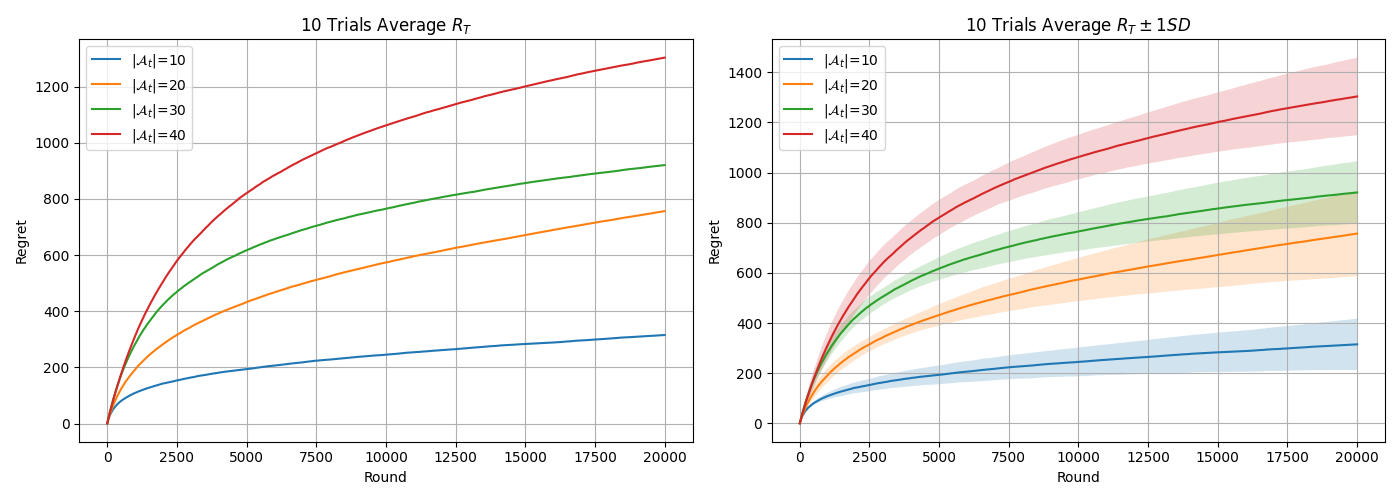 10 Trials Average $R_T$
|$\mathcal{A}_t$|=10
|$\mathcal{A}_t$|=20
|$\mathcal{A}_t$|=30
|$\mathcal{A}_t$|=40
Regret
1200
1000
800
600
400
200
0
0 2500 5000 7500 10000 12500 15000 17500 20000
Round
10 Trials Average $R_T \pm 1SD$
|$\mathcal{A}_t$|=10
|$\mathcal{A}_t$|=20
|$\mathcal{A}_t$|=30
|$\mathcal{A}_t$|=40
Regret
1400
1200
1000
800
600
400
200
0
0 2500 5000 7500 10000 12500 15000 17500 20000
Round